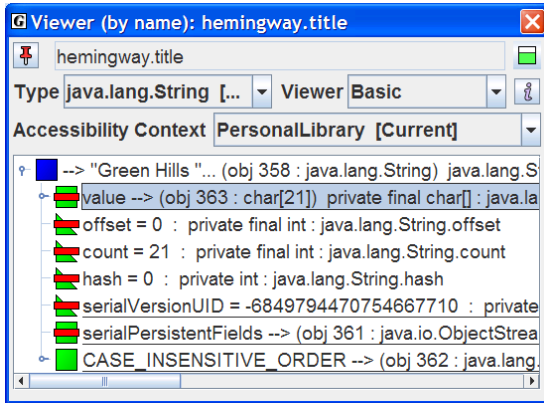 G Viewer (by name): hemingway.title
hemingway.title
Type java.lang.String [... Viewer Basic i
Accessibility Context PersonalLibrary [Current]
--> "Green Hills "... (obj 358 : java.lang.String) java.lang.S
value --> (obj 363 : char[21]) private final char[] : java.la
offset = 0 : private final int : java.lang.String.offset
count = 21 : private final int : java.lang.String.count
hash = 0 : private int : java.lang.String.hash
serialVersionUID = -6849794470754667710 : private
serialPersistentFields --> (obj 361 : java.io.ObjectStrea
CASE_INSENSITIVE_ORDER --> (obj 362 : java.lang.